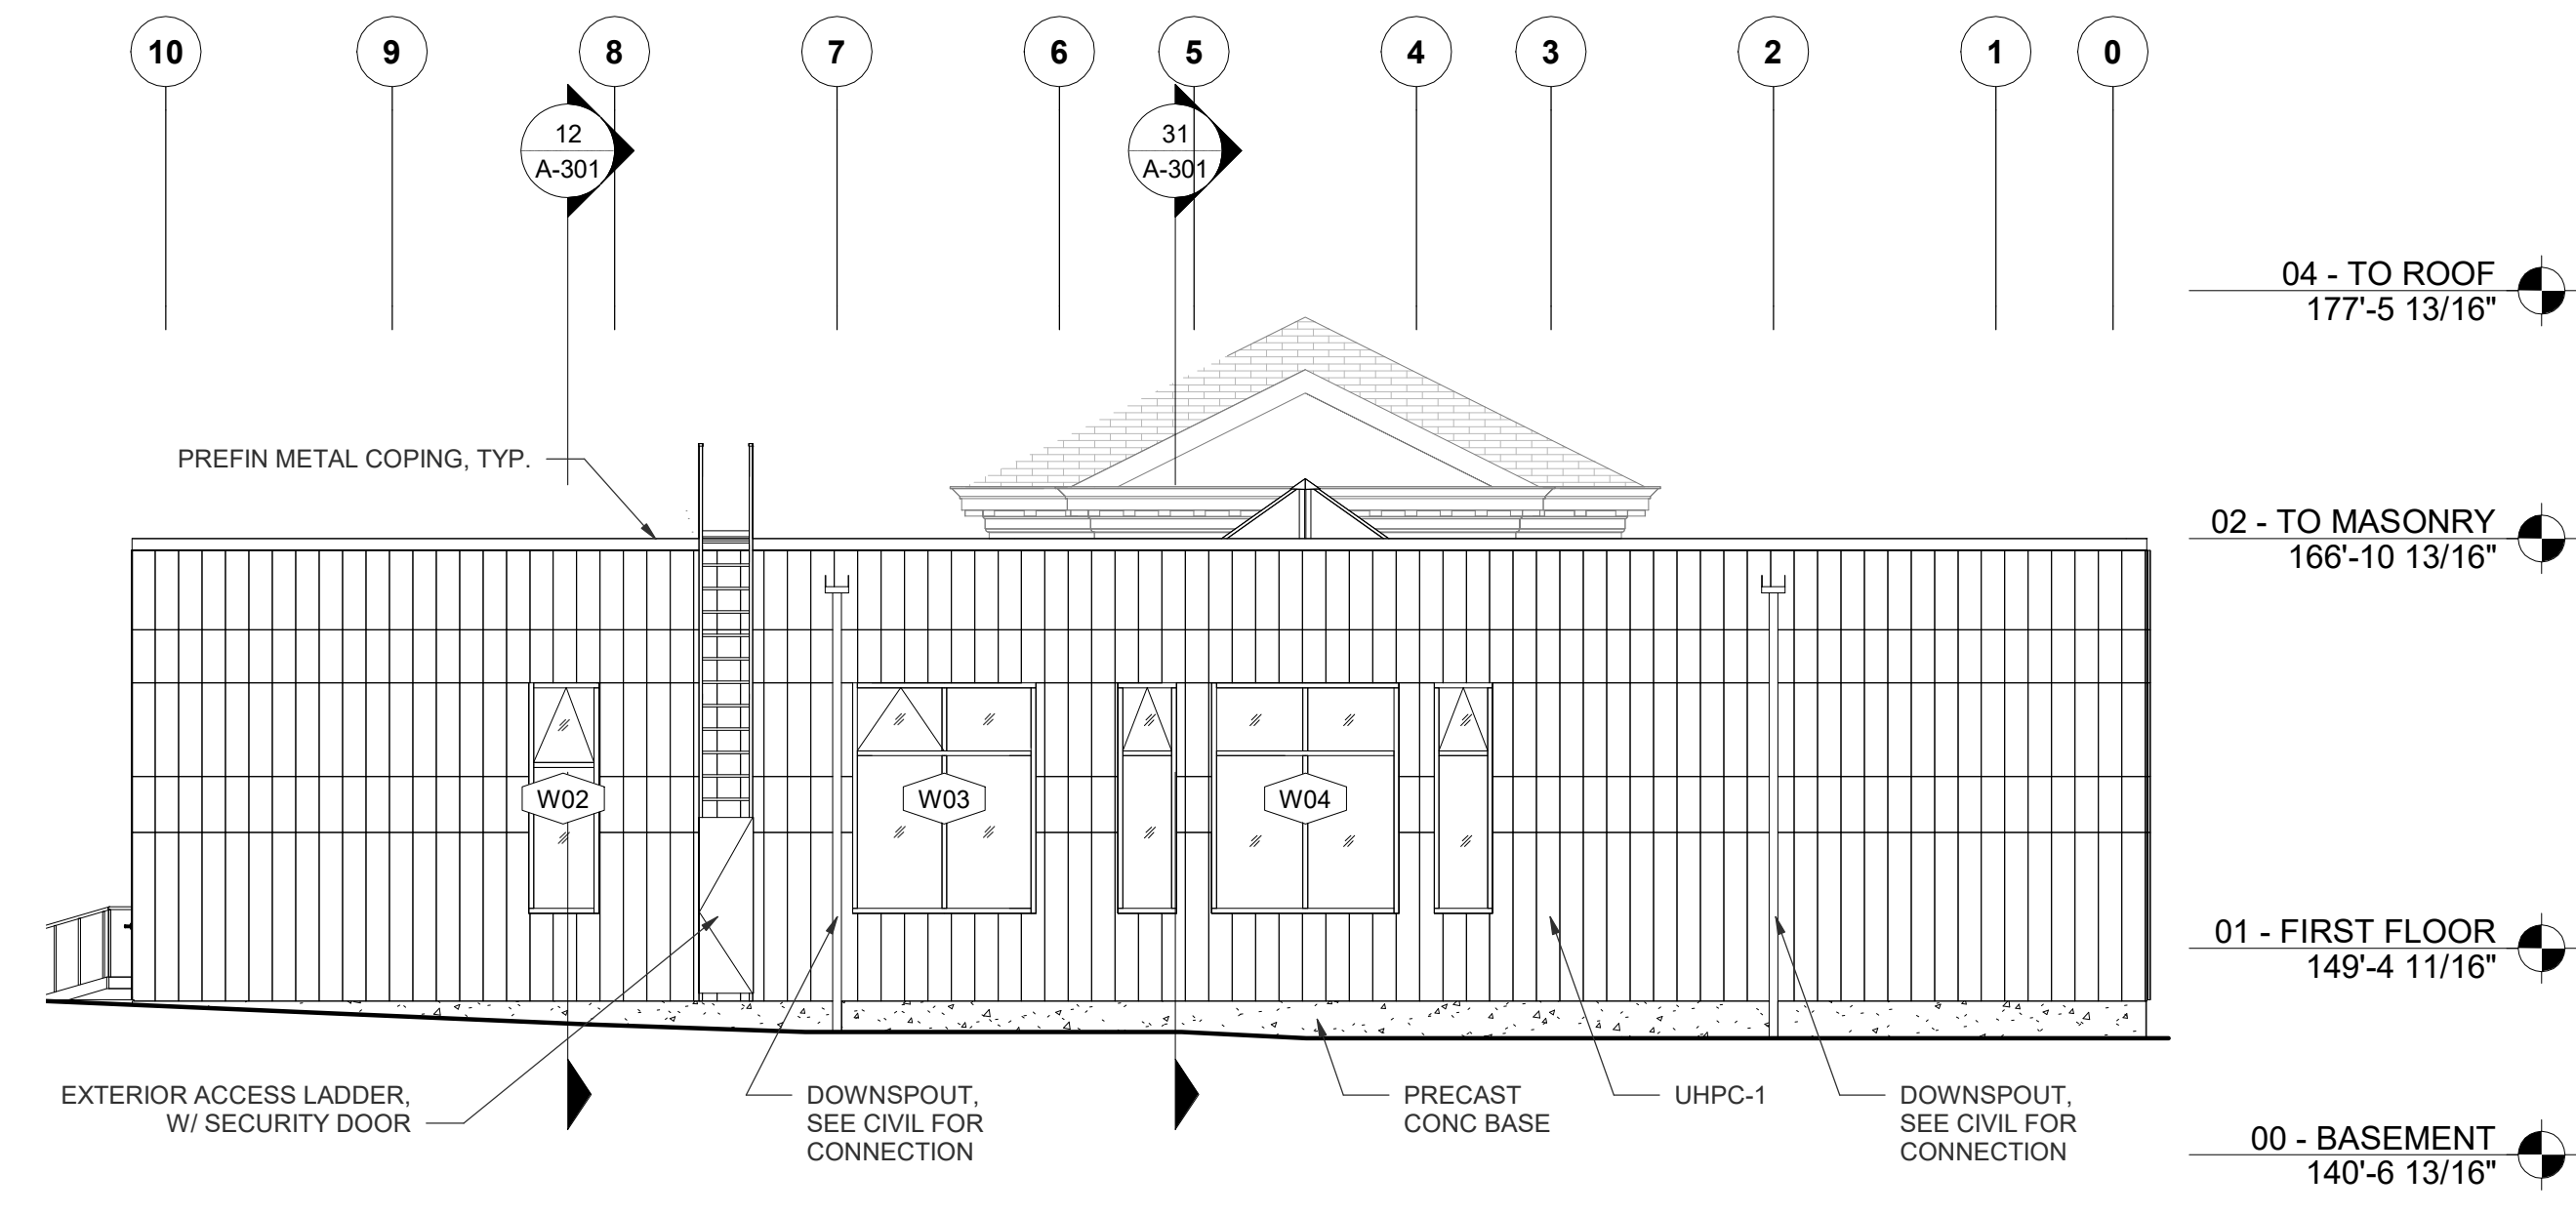 10
9
8
7
6
5
4
3
2
1
0
12
A-301
31
A-301
04 - TO ROOF
177'-5 13/16"
PREFIN METAL COPING, TYP.
02 - TO MASONRY
166'-10 13/16"
W02
W03
W04
01 - FIRST FLOOR
149'-4 11/16"
EXTERIOR ACCESS LADDER,
W/ SECURITY DOOR
DOWNSPOUT,
SEE CIVIL FOR
CONNECTION
PRECAST
CONC BASE
UHPC-1
DOWNSPOUT,
SEE CIVIL FOR
CONNECTION
00 - BASEMENT
140'-6 13/16"